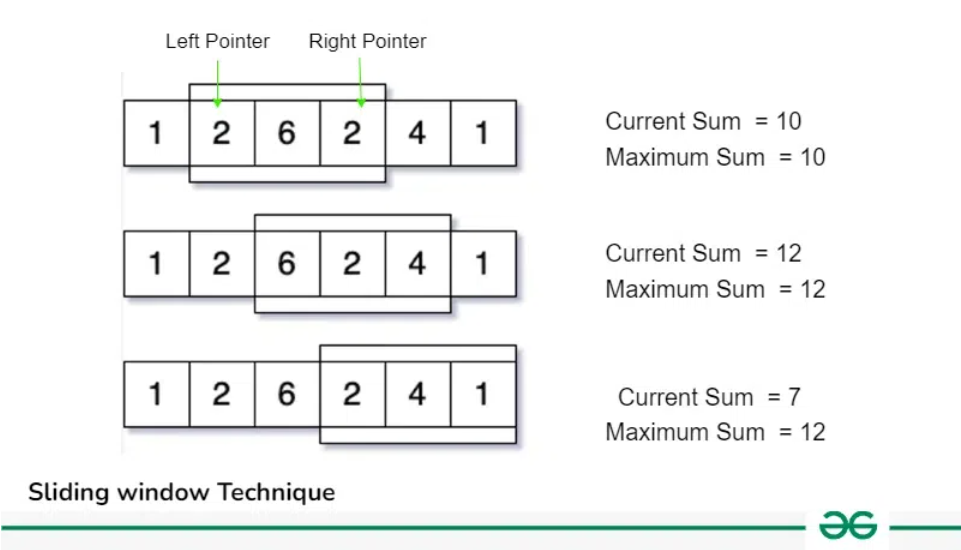 Left Pointer Right Pointer
1 2 6 2 4 1
Current Sum = 10
Maximum Sum = 10
1 2 6 2 4 1
Current Sum = 12
Maximum Sum = 12
1 2 6 2 4 1
Current Sum = 7
Maximum Sum = 12
Sliding window Technique